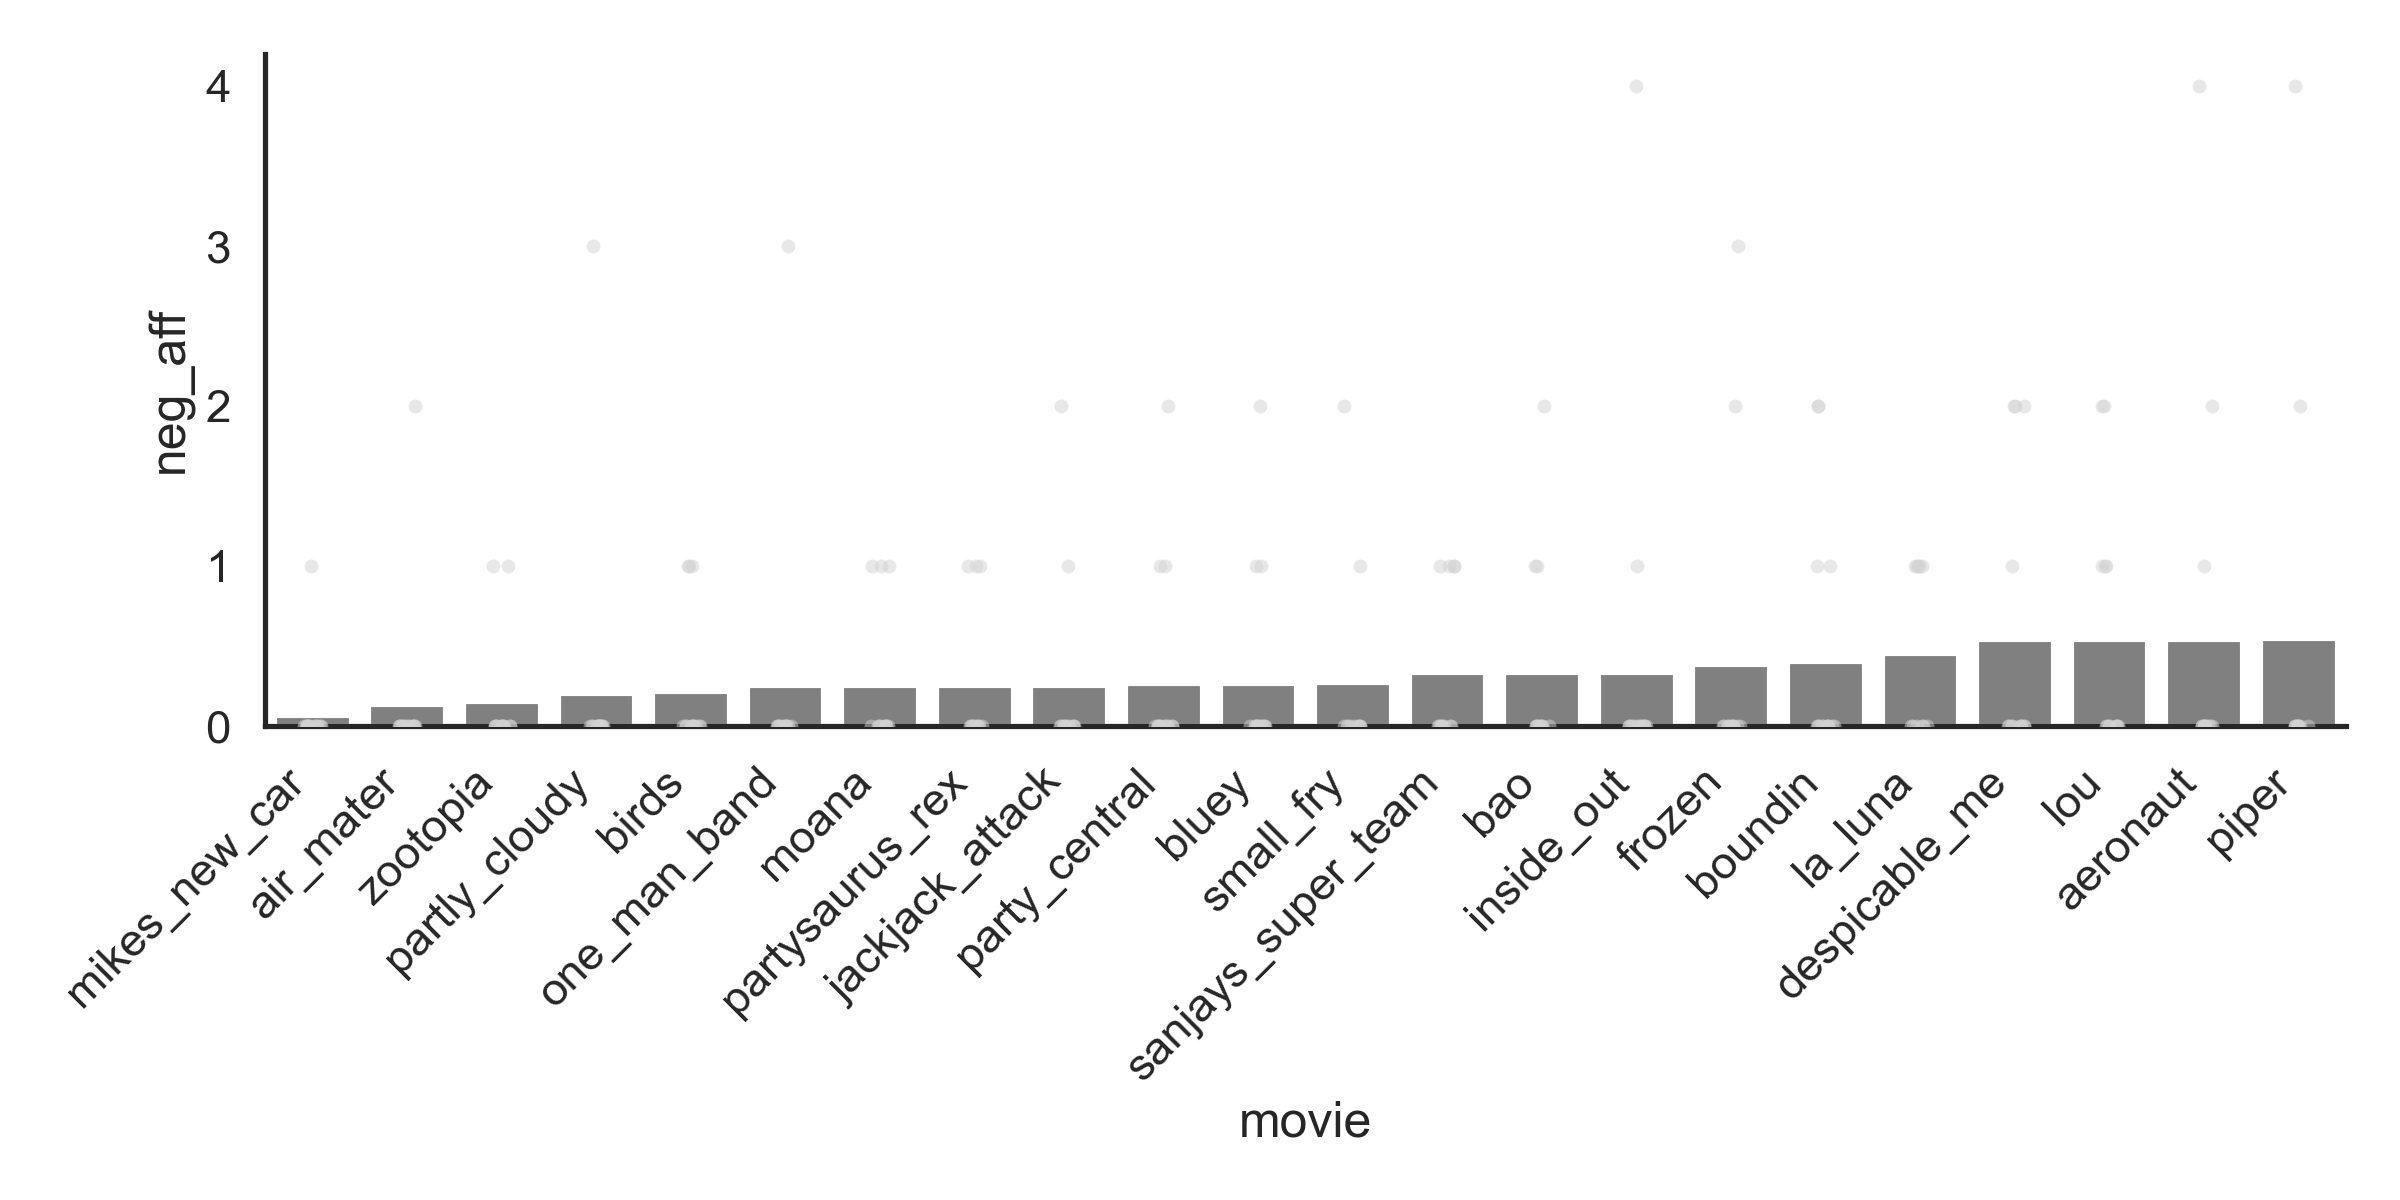 4
3
2
1
0
neg_aff
mikes_new_car
air_mater
zootopia
partly_cloudy
birds
one_man_band
moana
partysaurus_rex
jackjack_attack
party_central
bluey
small_fry
sanjays_super_team
bao
inside_out
frozen
boundin
la_luna
despicable_me
lou
aeronaut
piper
movie